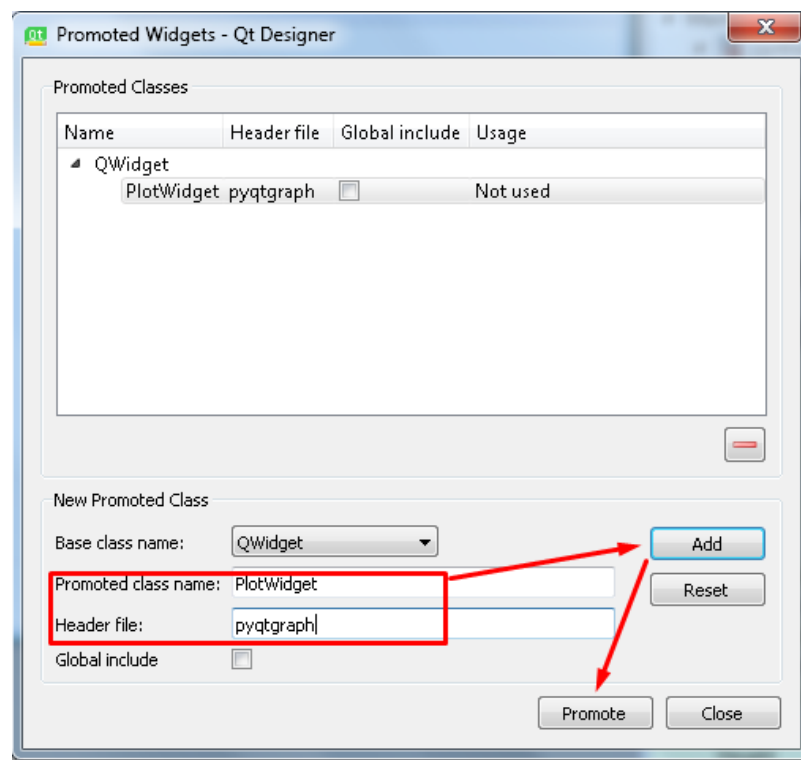 Qt Promoted Widgets - Qt Designer
Promoted Classes
Name Header file Global include Usage
QWidget
PlotWidget pyqtgraph Not used
New Promoted Class
Base class name: QWidget Add
Promoted class name: PlotWidget Reset
Header file: pyqtgraph
Global include
Promote Close